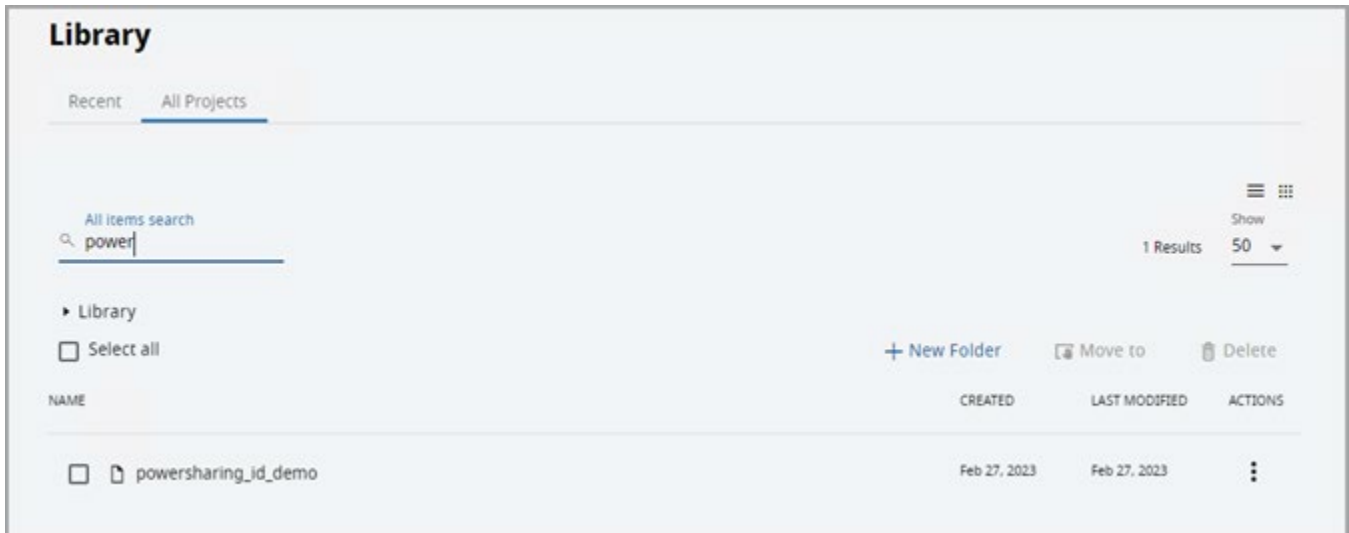 Library
Recent All Projects
All items search
power
Show
1 Results 50
Library
Select all + New Folder Move to Delete
NAME CREATED LAST MODIFIED ACTIONS
powersharing_id_demo Feb 27, 2023 Feb 27, 2023